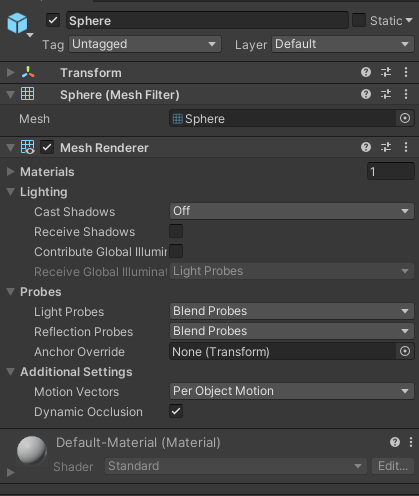 Sphere Static
Tag Untagged Layer Default
Transform
Sphere (Mesh Filter)
Mesh Sphere
Mesh Renderer
Materials 1
Lighting
Cast Shadows Off
Receive Shadows
Contribute Global Illumin
Receive Global Illuminat Light Probes
Probes
Light Probes Blend Probes
Reflection Probes Blend Probes
Anchor Override None (Transform)
Additional Settings
Motion Vectors Per Object Motion
Dynamic Occlusion
Default-Material (Material)
Shader Standard Edit...